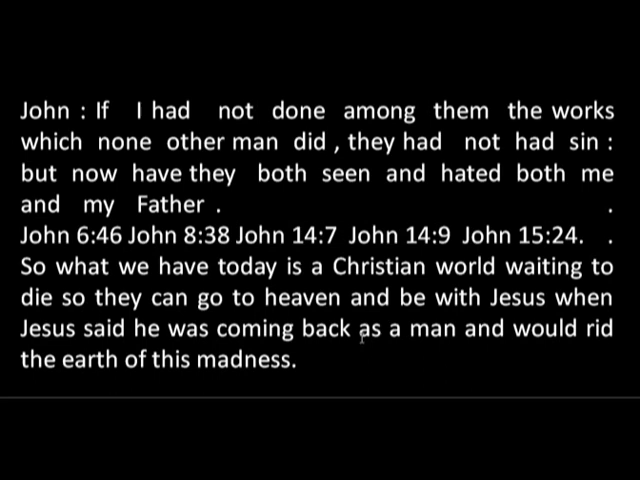 John : If I had not done among them the works
which none other man did , they had not had sin :
but now have they both seen and hated both me
and my Father . .
John 6:46 John 8:38 John 14:7 John 14:9 John 15:24. .
So what we have today is a Christian world waiting to
die so they can go to heaven and be with Jesus when
Jesus said he was coming back as a man and would rid
the earth of this madness.